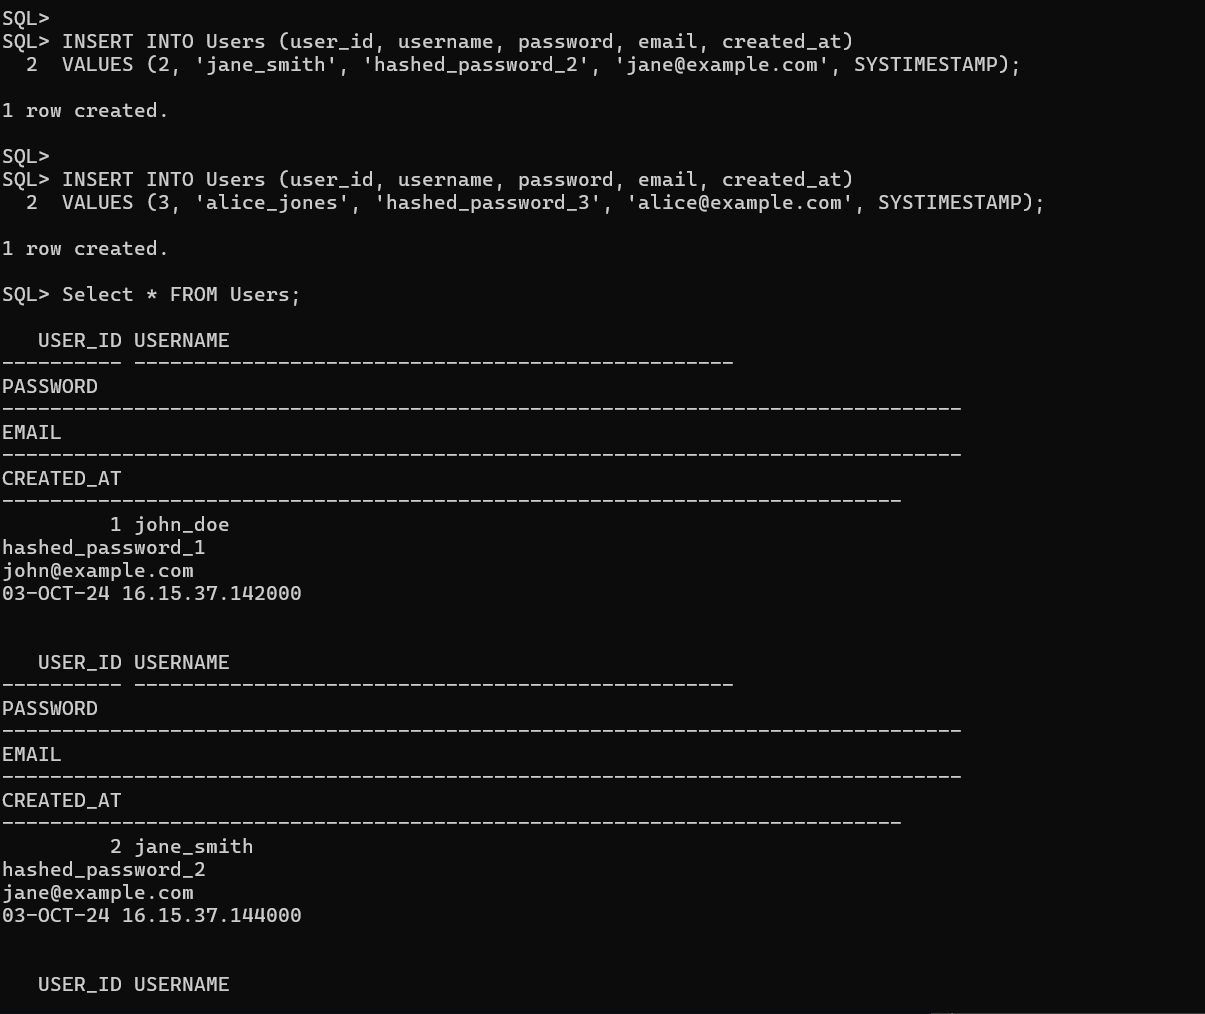 SQL>
SQL> INSERT INTO Users (user_id, username, password, email, created_at)
  2  VALUES (2, 'jane_smith', 'hashed_password_2', 'jane@example.com', SYSTIMESTAMP);

1 row created.

SQL>
SQL> INSERT INTO Users (user_id, username, password, email, created_at)
  2  VALUES (3, 'alice_jones', 'hashed_password_3', 'alice@example.com', SYSTIMESTAMP);

1 row created.

SQL> Select * FROM Users;

   USER_ID USERNAME
---------- --------------------------------------------------
PASSWORD
--------------------------------------------------------------------------------
EMAIL
--------------------------------------------------------------------------------
CREATED_AT
---------------------------------------------------------------------------
         1 john_doe
hashed_password_1
john@example.com
03-OCT-24 16.15.37.142000


   USER_ID USERNAME
---------- --------------------------------------------------
PASSWORD
--------------------------------------------------------------------------------
EMAIL
--------------------------------------------------------------------------------
CREATED_AT
---------------------------------------------------------------------------
         2 jane_smith
hashed_password_2
jane@example.com
03-OCT-24 16.15.37.144000


   USER_ID USERNAME